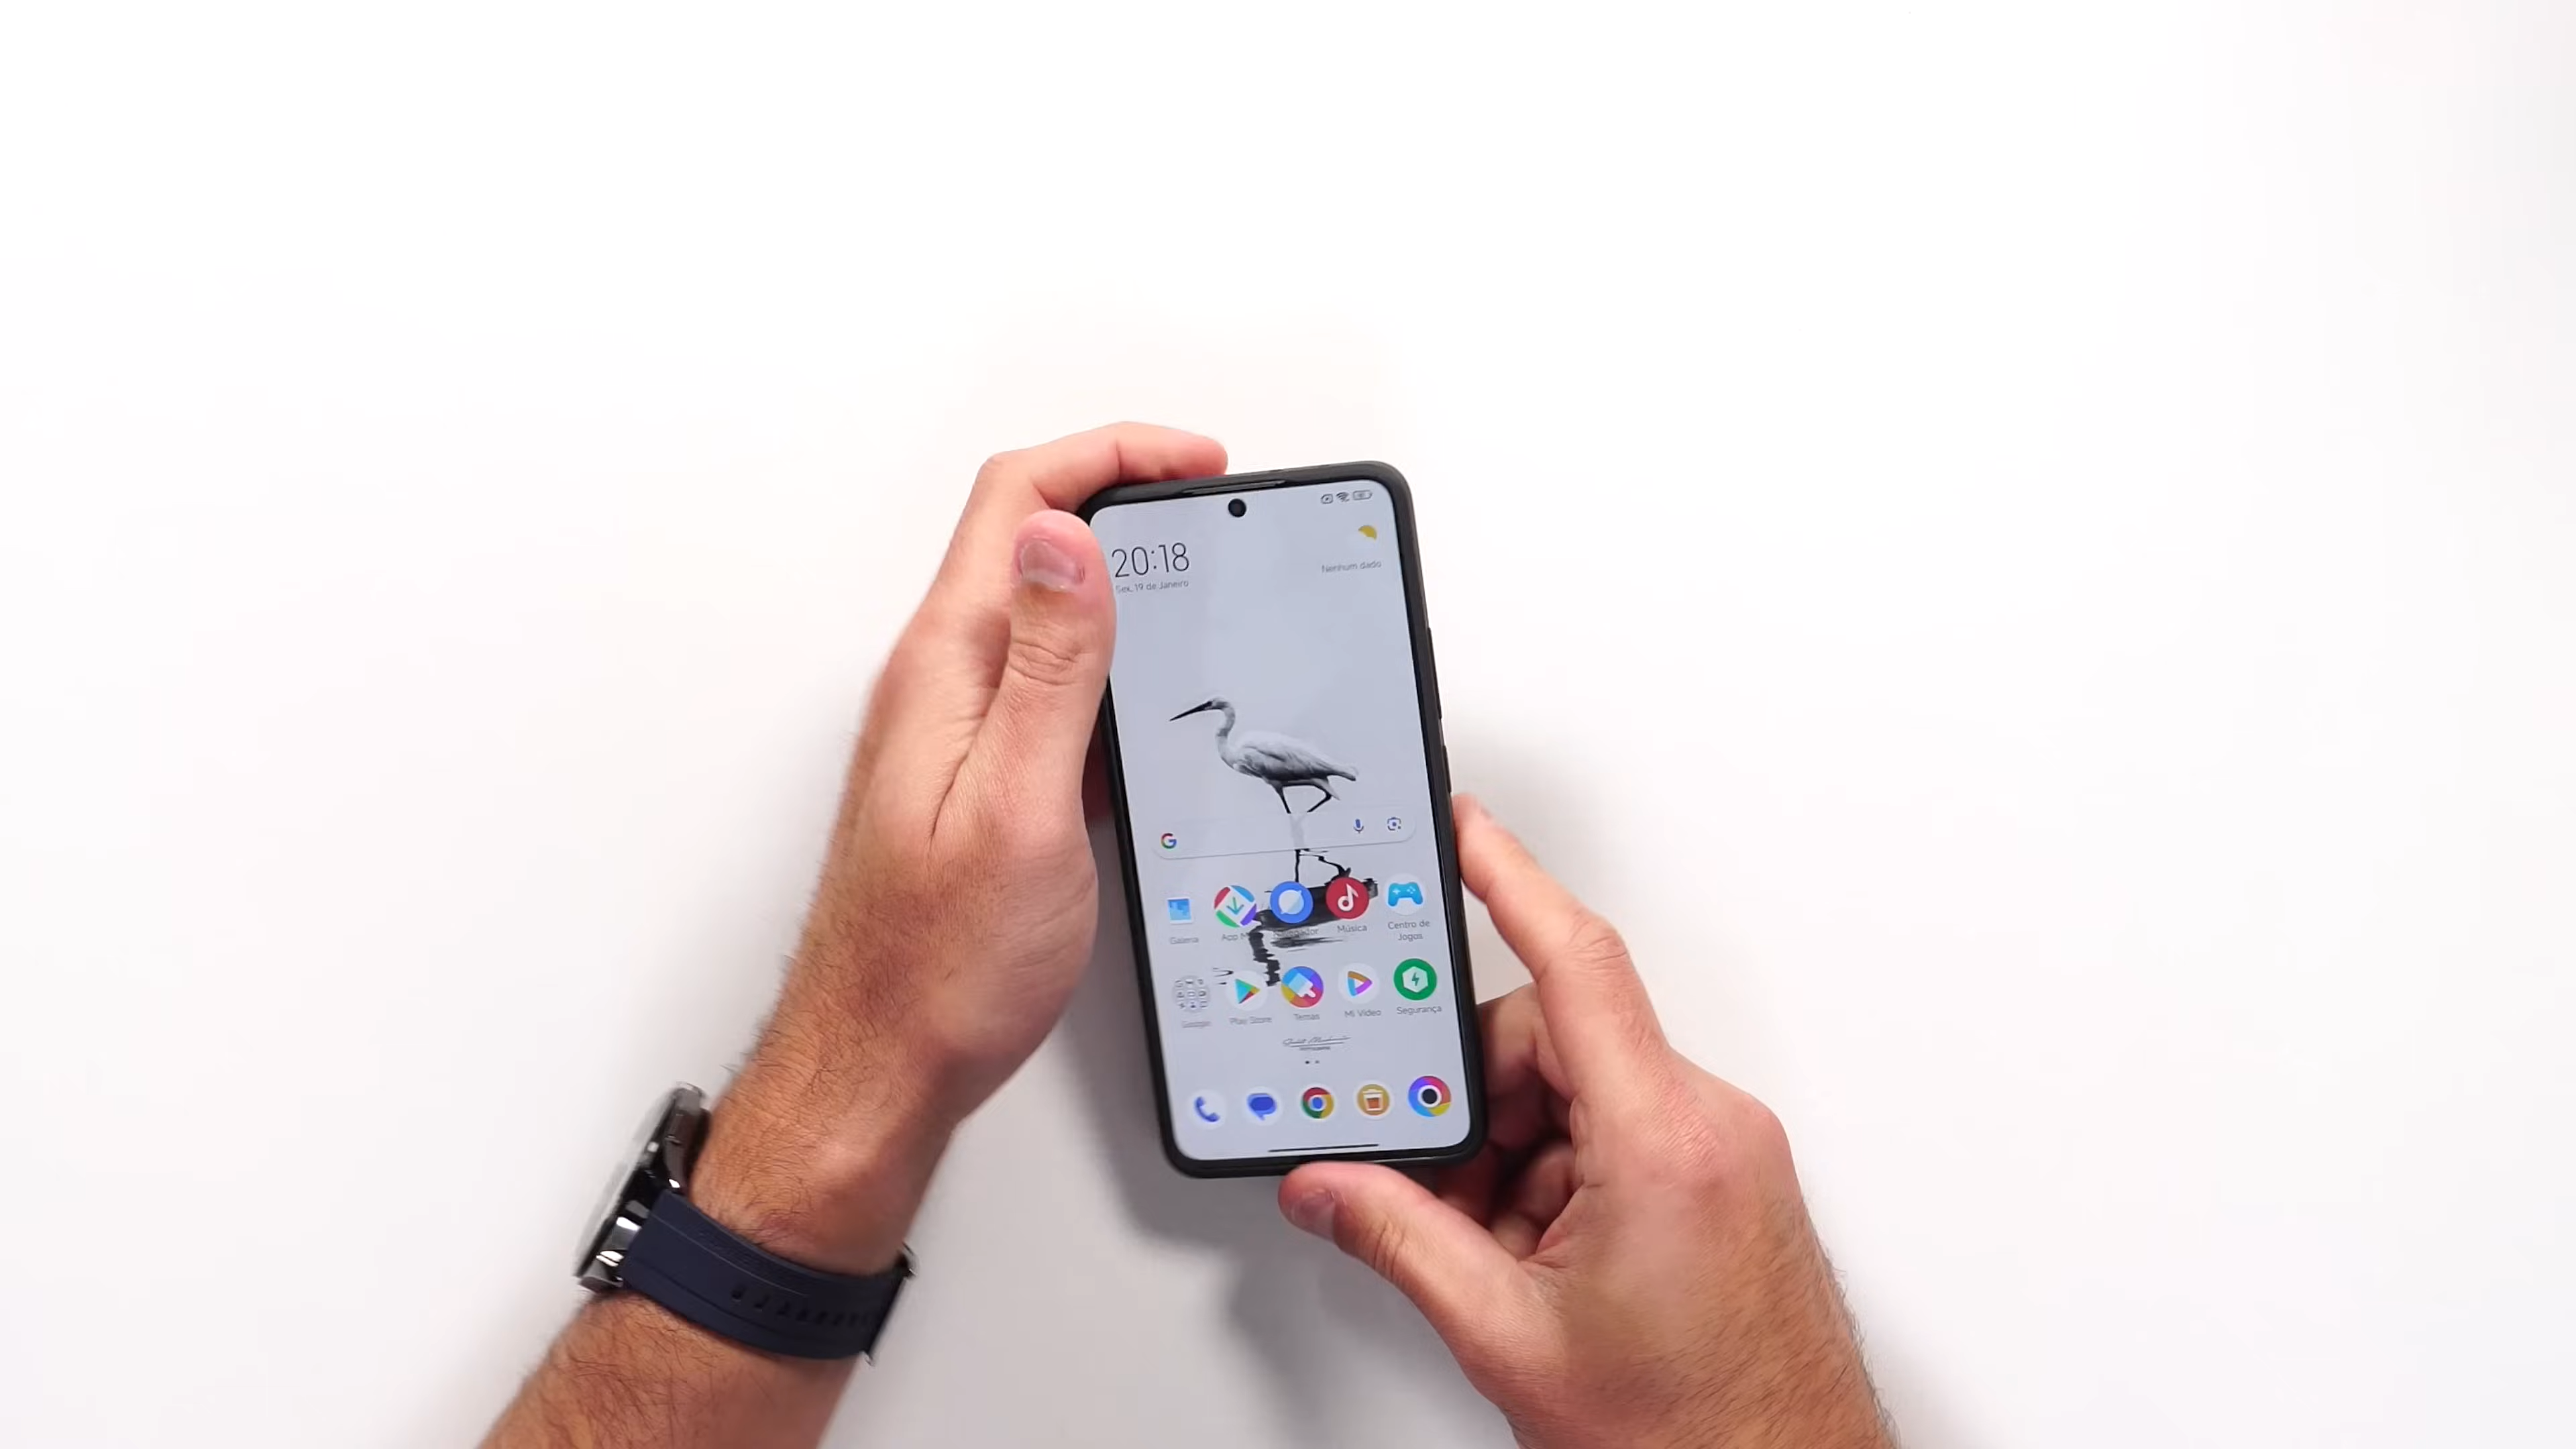 20:18
Sex, 19 de Janeiro
Nenhum dado
G
Galeria
Música
Centro de
Jogos
Google
Play Store
Temas
Mi Vídeo
Segurança